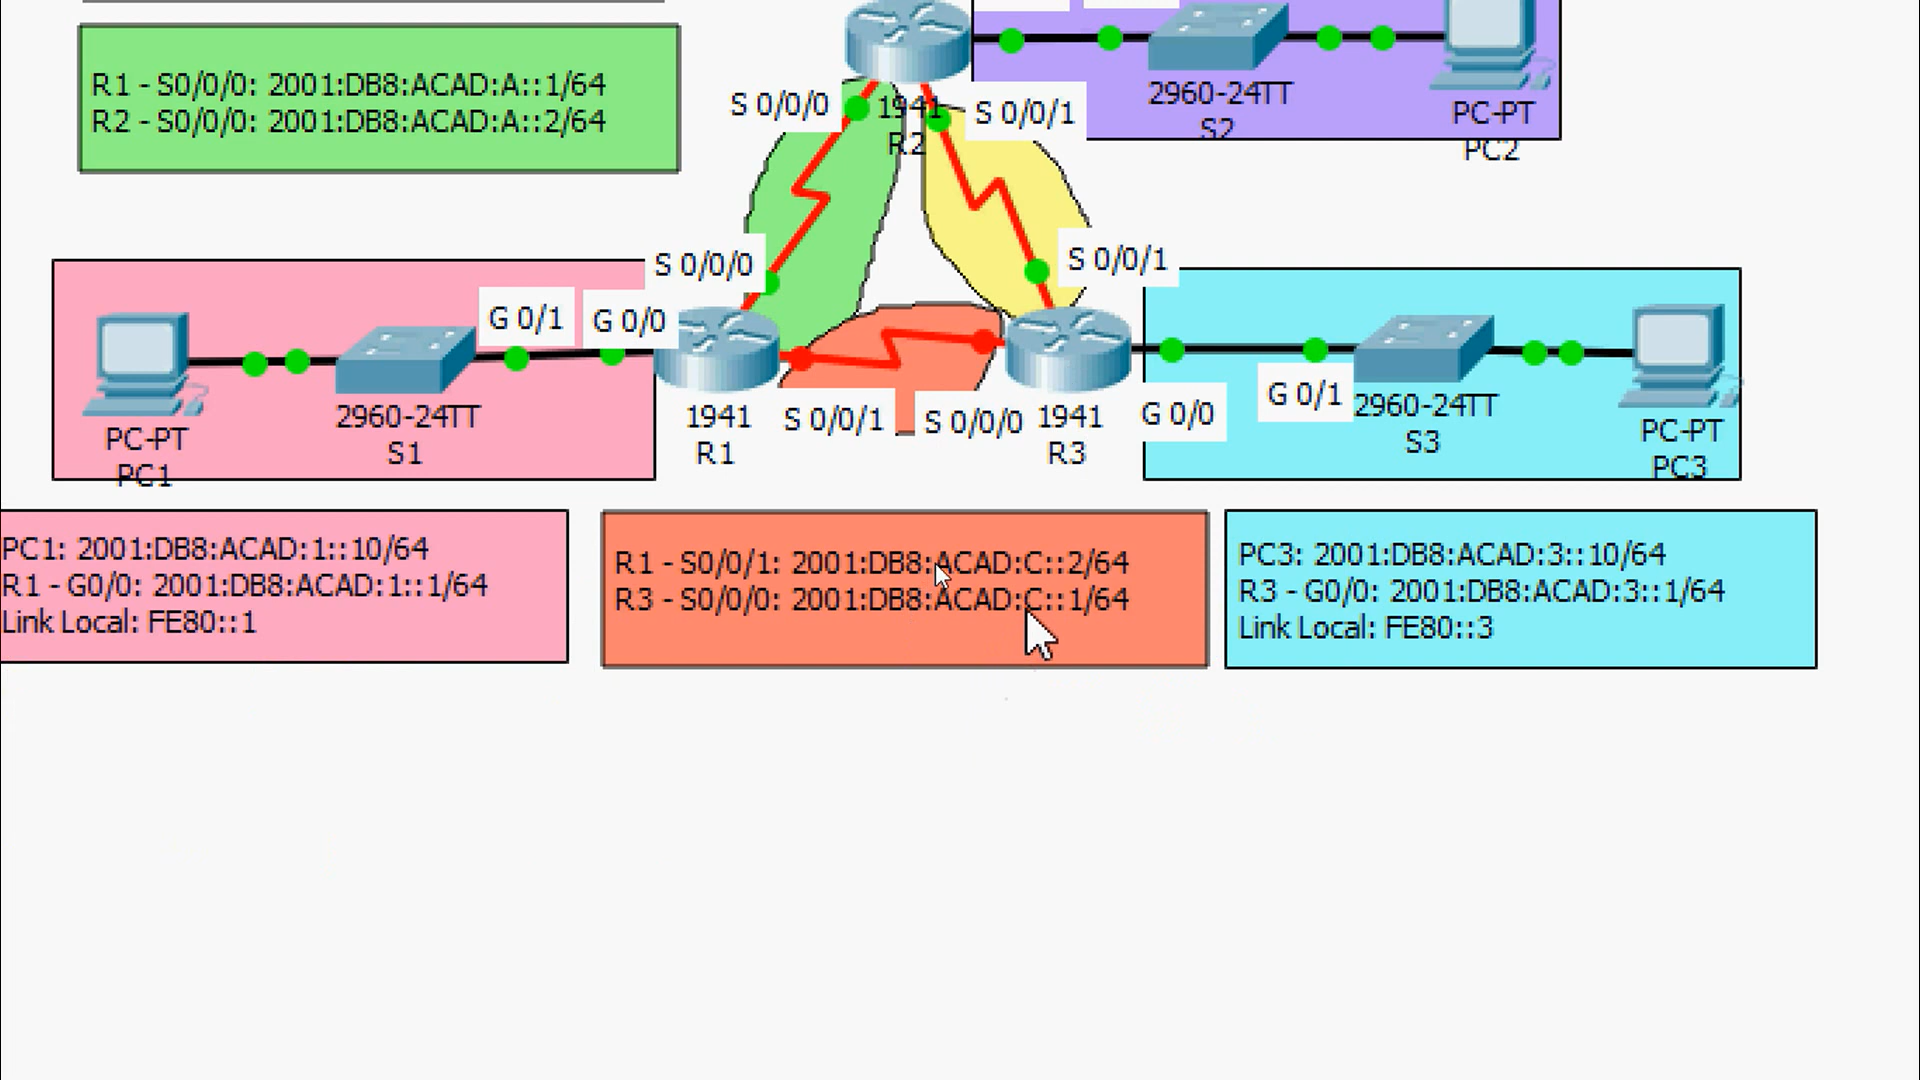 R1 - S0/0/0: 2001:DB8:ACAD:A::1/64
R2 - S0/0/0: 2001:DB8:ACAD:A::2/64
S 0/0/0
1941
R2
S 0/0/1
2960-24TT
S2
PC-PT
PC2
S 0/0/0
S 0/0/1
G 0/1
G 0/0
PC-PT
PC1
2960-24TT
S1
1941
R1
S 0/0/1
S 0/0/0
1941
R3
G 0/0
G 0/1
2960-24TT
S3
PC-PT
PC3
PC1: 2001:DB8:ACAD:1::10/64
R1 - G0/0: 2001:DB8:ACAD:1::1/64
Link Local: FE80::1
R1 - S0/0/1: 2001:DB8:ACAD:C::2/64
R3 - S0/0/0: 2001:DB8:ACAD:C::1/64
PC3: 2001:DB8:ACAD:3::10/64
R3 - G0/0: 2001:DB8:ACAD:3::1/64
Link Local: FE80::3